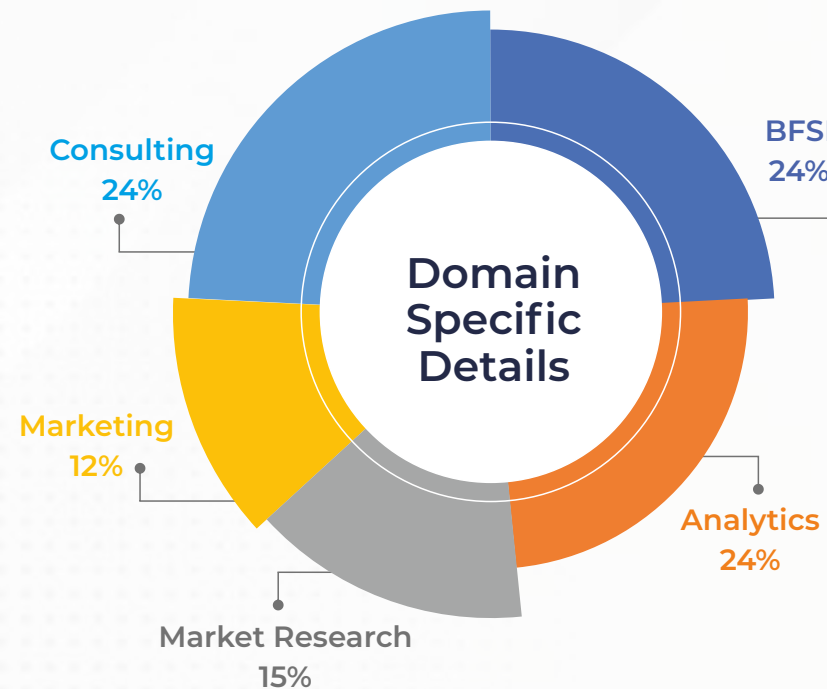 Consulting
24%
BFSI
24%
Domain
Specific
Details
Marketing
12%
Analytics
24%
Market Research
15%